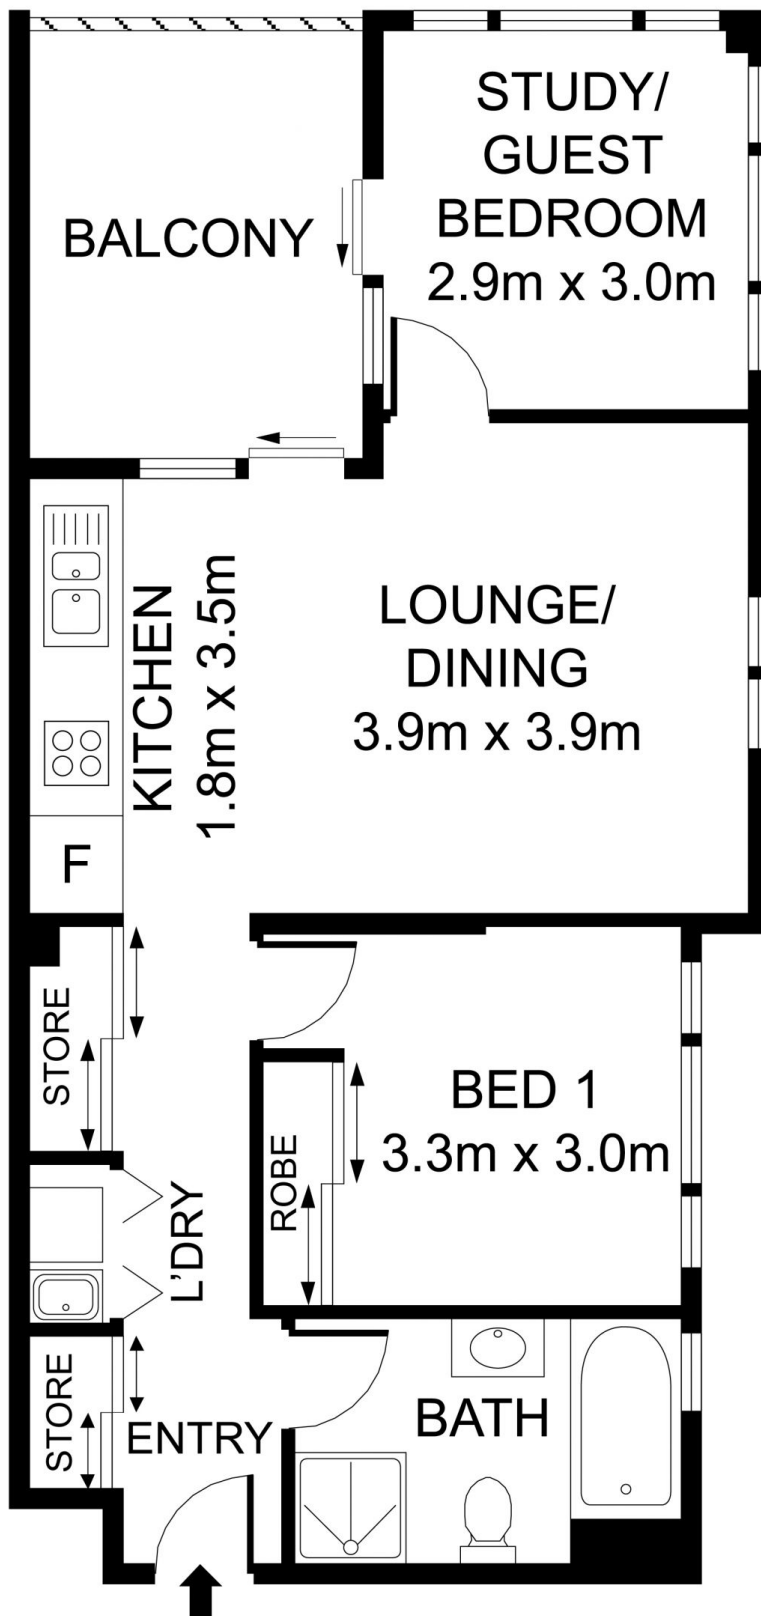 BALCONY
STUDY/
GUEST
BEDROOM
2.9m x 3.0m
KITCHEN
1.8m x 3.5m
LOUNGE/
DINING
3.9m x 3.9m
F
STORE
BED 1
3.3m x 3.0m
ROBE
L'DRY
STORE
ENTRY
BATH